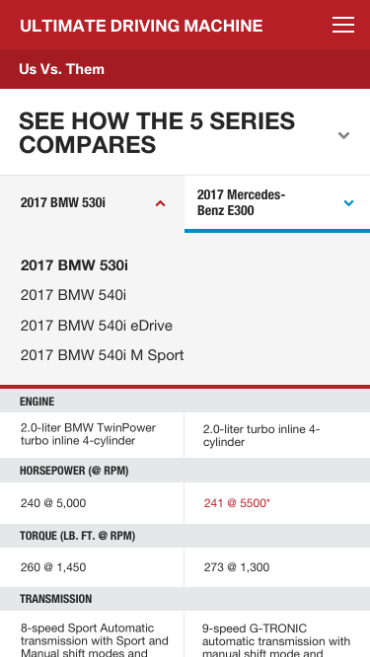 ULTIMATE DRIVING MACHINE
Us Vs. Them
SEE HOW THE 5 SERIES
COMPARES
2017 BMW 530i
2017 Mercedes-
Benz E300
2017 BMW 530i
2017 BMW 540i
2017 BMW 540i eDrive
2017 BMW 540i M Sport
ENGINE
2.0-liter BMW TwinPower
turbo inline 4-cylinder
2.0-liter turbo inline 4-
cylinder
HORSEPOWER (@ RPM)
240 @ 5,000
241 @ 5500*
TORQUE (LB. FT. @ RPM)
260 @ 1,450
273 @ 1,300
TRANSMISSION
8-speed Sport Automatic
transmission with Sport and
Manual shift modes and
9-speed G-TRONIC
automatic transmission with
manual shift mode and